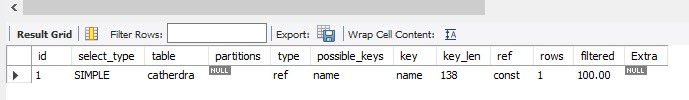 Result Grid Filter Rows: Export: Wrap Cell Content: IA
id select_type table partitions type possible_keys key key_len ref rows filtered Extra
1 SIMPLE catherdra NULL ref name name 138 const 1 100.00 NULL